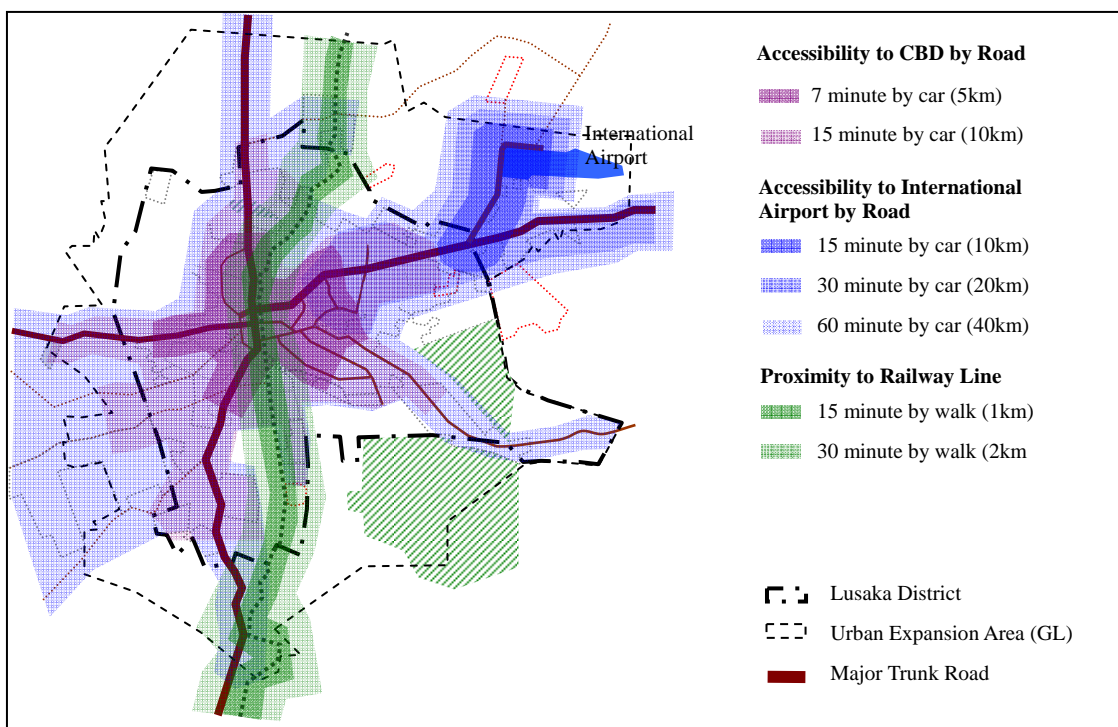 International
Airport
Accessibility to CBD by Road
7 minute by car (5km)
15 minute by car (10km)
Accessibility to International
Airport by Road
15 minute by car (10km)
30 minute by car (20km)
60 minute by car (40km)
Proximity to Railway Line
15 minute by walk (1km)
30 minute by walk (2km
Lusaka District
Urban Expansion Area (GL)
Major Trunk Road